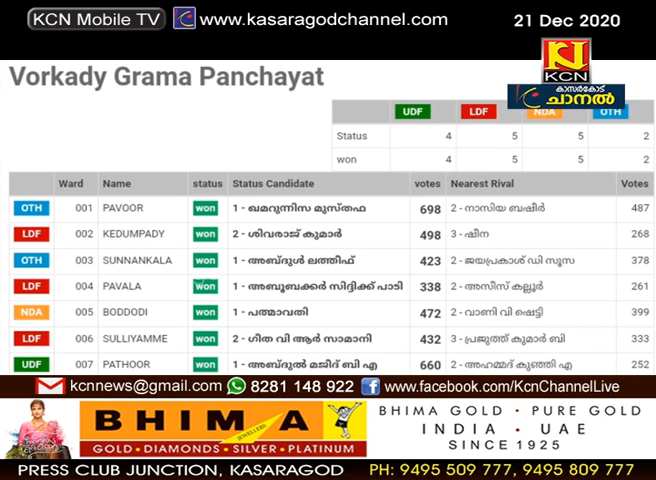 KCN Mobile TV www.kasaragodchannel.com 21 Dec 2020
KCN
കാസർകോട്
ചാനൽ
Vorkady Grama Panchayat
UDF LDF NDA OTH
Status 4 5 5 2
won 4 5 5 2
Ward Name status Status Candidate votes Nearest Rival Votes
OTH 001 PAVOOR won 1 - ഖമറുന്നിസ മുസ്തഫ 698 2 - നാസിയ ബഷീർ 487
LDF 002 KEDUMPADY won 2 - ശിവരാജ് കുമാർ 498 3 - ഷീന 268
OTH 003 SUNNANKALA won 1 - അബ്ദുൾ ലത്തീഫ് 423 2 - ജയപ്രകാശ് ഡി സൂസ 378
LDF 004 PAVALA won 1 - അബൂബക്കർ സിദ്ദിക്ക് പാടി 338 2 - അസീസ് കല്ലൂർ 261
NDA 005 BODDODI won 1 - പത്മാവതി 472 2 - വാണി വി ഷെട്ടി 399
LDF 006 SULLIYAMME won 2 - ഗീത വി ആർ സാമാനി 432 3 - പ്രജുത്ത് കുമാർ ബി 333
UDF 007 PATHOOR won 1 - അബ്ദുൽ മജീദ് ബി എ 660 2 - അഹമ്മദ് കുഞ്ഞി എ 252
kcnnews@gmail.com 8281 148 922 www.facebook.com/KcnChannelLive
BHIMA
JEWELLERS
GOLD • DIAMONDS • SILVER • PLATINUM
BHIMA GOLD • PURE GOLD
INDIA • UAE
SINCE 1925
PRESS CLUB JUNCTION, KASARAGOD PH: 9495 509 777, 9495 809 777